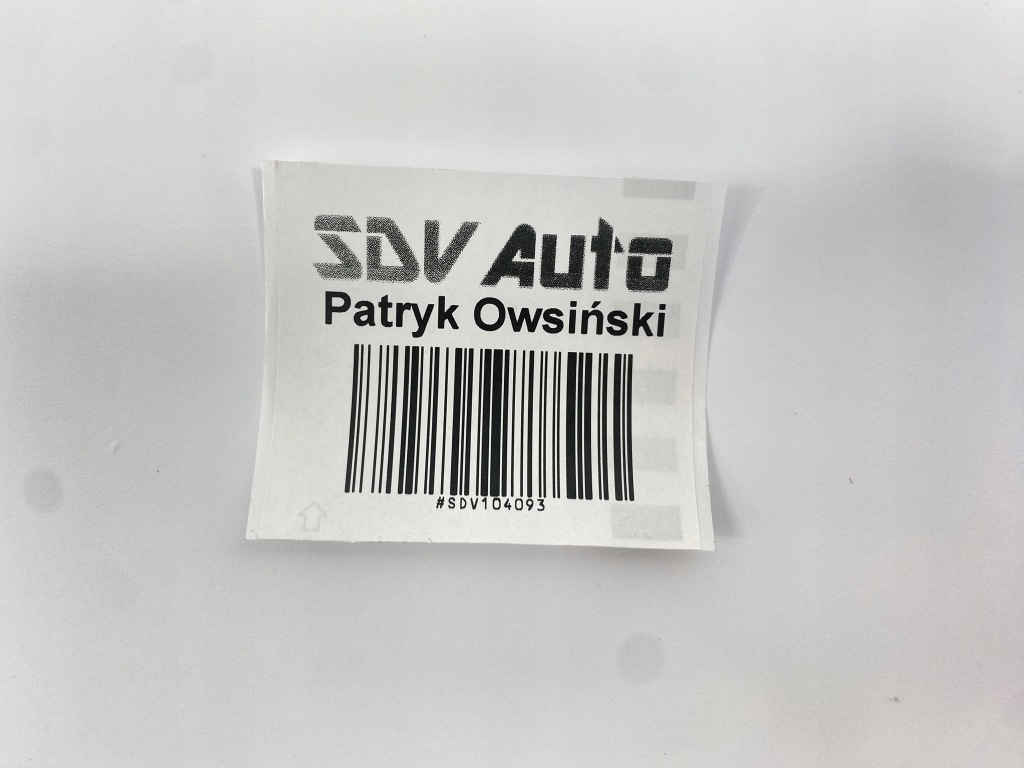 SDV Auto
Patryk Owsiński
#SDV104093